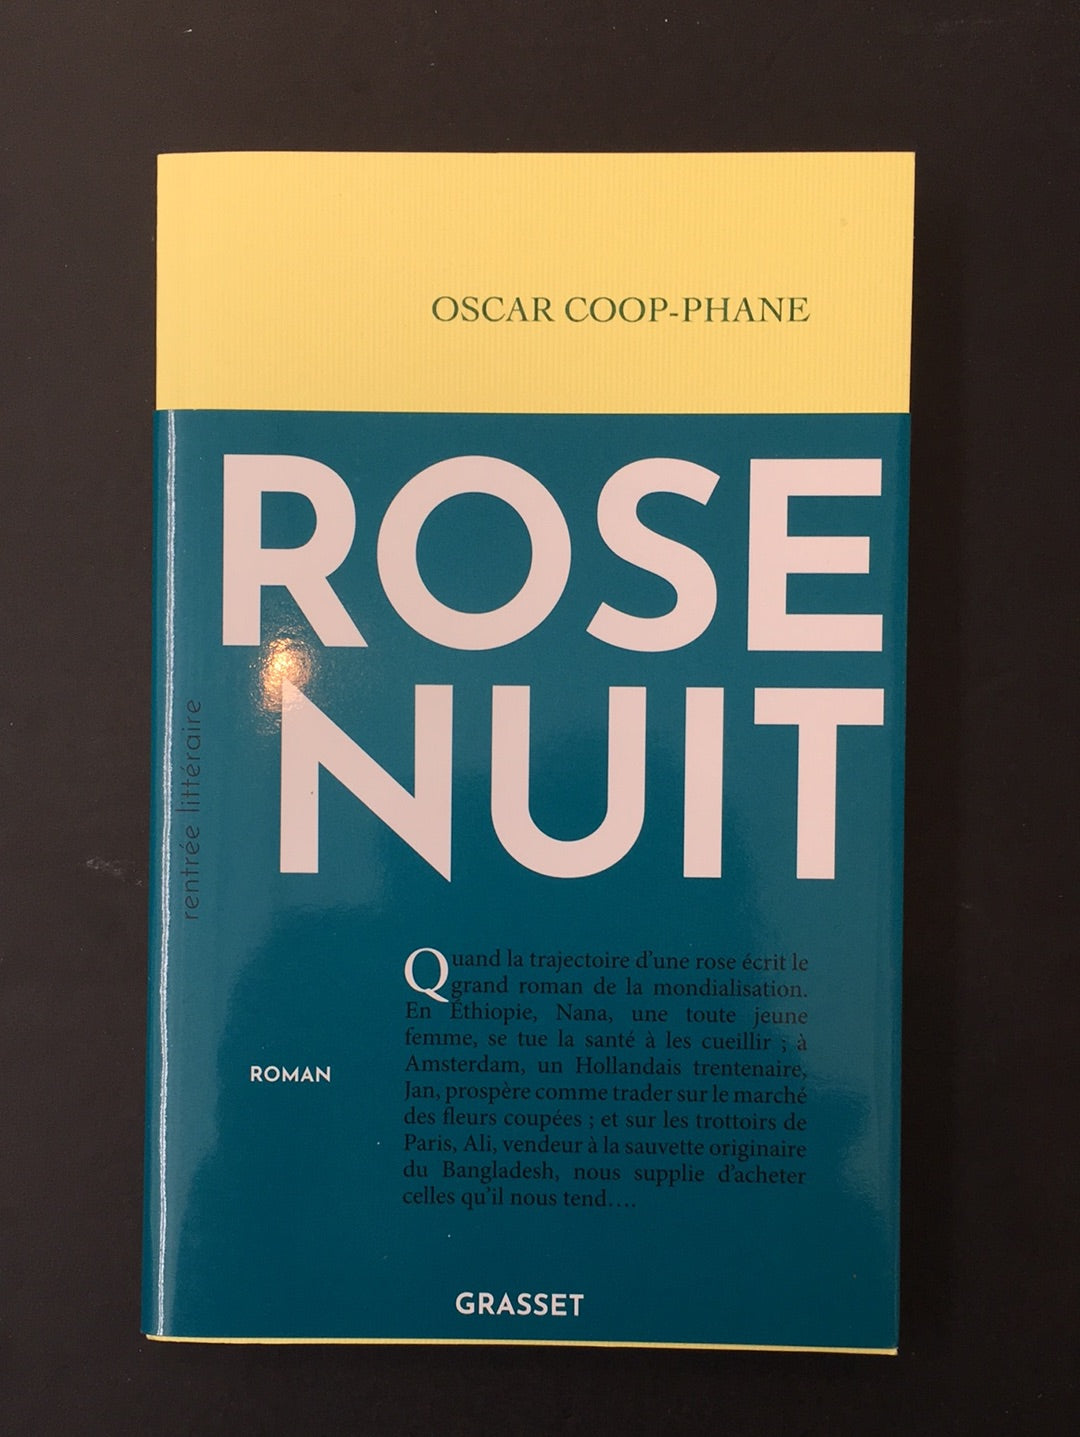 OSCAR COOP-PHANE
ROSE
NUIT
rentrée littéraire
Quand la trajectoire d'une rose écrit le
grand roman de la mondialisation.
En Éthiopie, Nana, une toute jeune
femme, se tue la santé à les cueillir ; à
Amsterdam, un Hollandais trentenaire,
Jan, prospère comme trader sur le marché
des fleurs coupées ; et sur les trottoirs de
Paris, Ali, vendeur à la sauvette originaire
du Bangladesh, nous supplie d'acheter
celles qu'il nous tend....
ROMAN
GRASSET